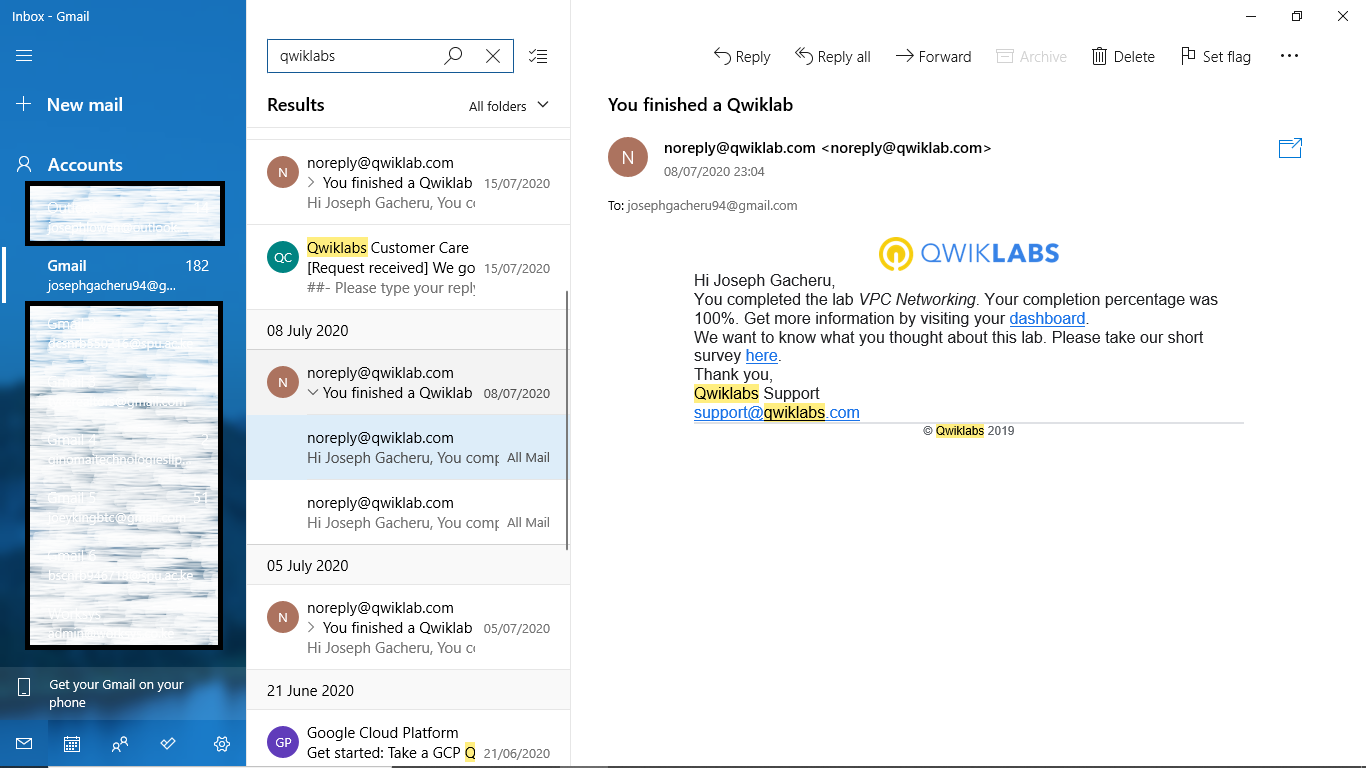 Inbox - Gmail
New mail
Accounts
Gmail 182
josephgacheru94@g...
Get your Gmail on your
phone
qwiklabs
Results All folders
noreply@qwiklab.com
You finished a Qwiklab 15/07/2020
Hi Joseph Gacheru, You co
QC Qwiklabs Customer Care
[Request received] We go 15/07/2020
##- Please type your reply
08 July 2020
N noreply@qwiklab.com
You finished a Qwiklab 08/07/2020
noreply@qwiklab.com
Hi Joseph Gacheru, You comp All Mail
noreply@qwiklab.com
Hi Joseph Gacheru, You comp All Mail
05 July 2020
N noreply@qwiklab.com
You finished a Qwiklab 05/07/2020
Hi Joseph Gacheru, You co
21 June 2020
GP Google Cloud Platform
Get started: Take a GCP Q 21/06/2020
Reply Reply all Forward Archive Delete Set flag
You finished a Qwiklab
N noreply@qwiklab.com <noreply@qwiklab.com>
08/07/2020 23:04
To: josephgacheru94@gmail.com
QWIKLABS
Hi Joseph Gacheru,
You completed the lab VPC Networking. Your completion percentage was
100%. Get more information by visiting your dashboard.
We want to know what you thought about this lab. Please take our short
survey here.
Thank you,
Qwiklabs Support
support@qwiklabs.com
© Qwiklabs 2019